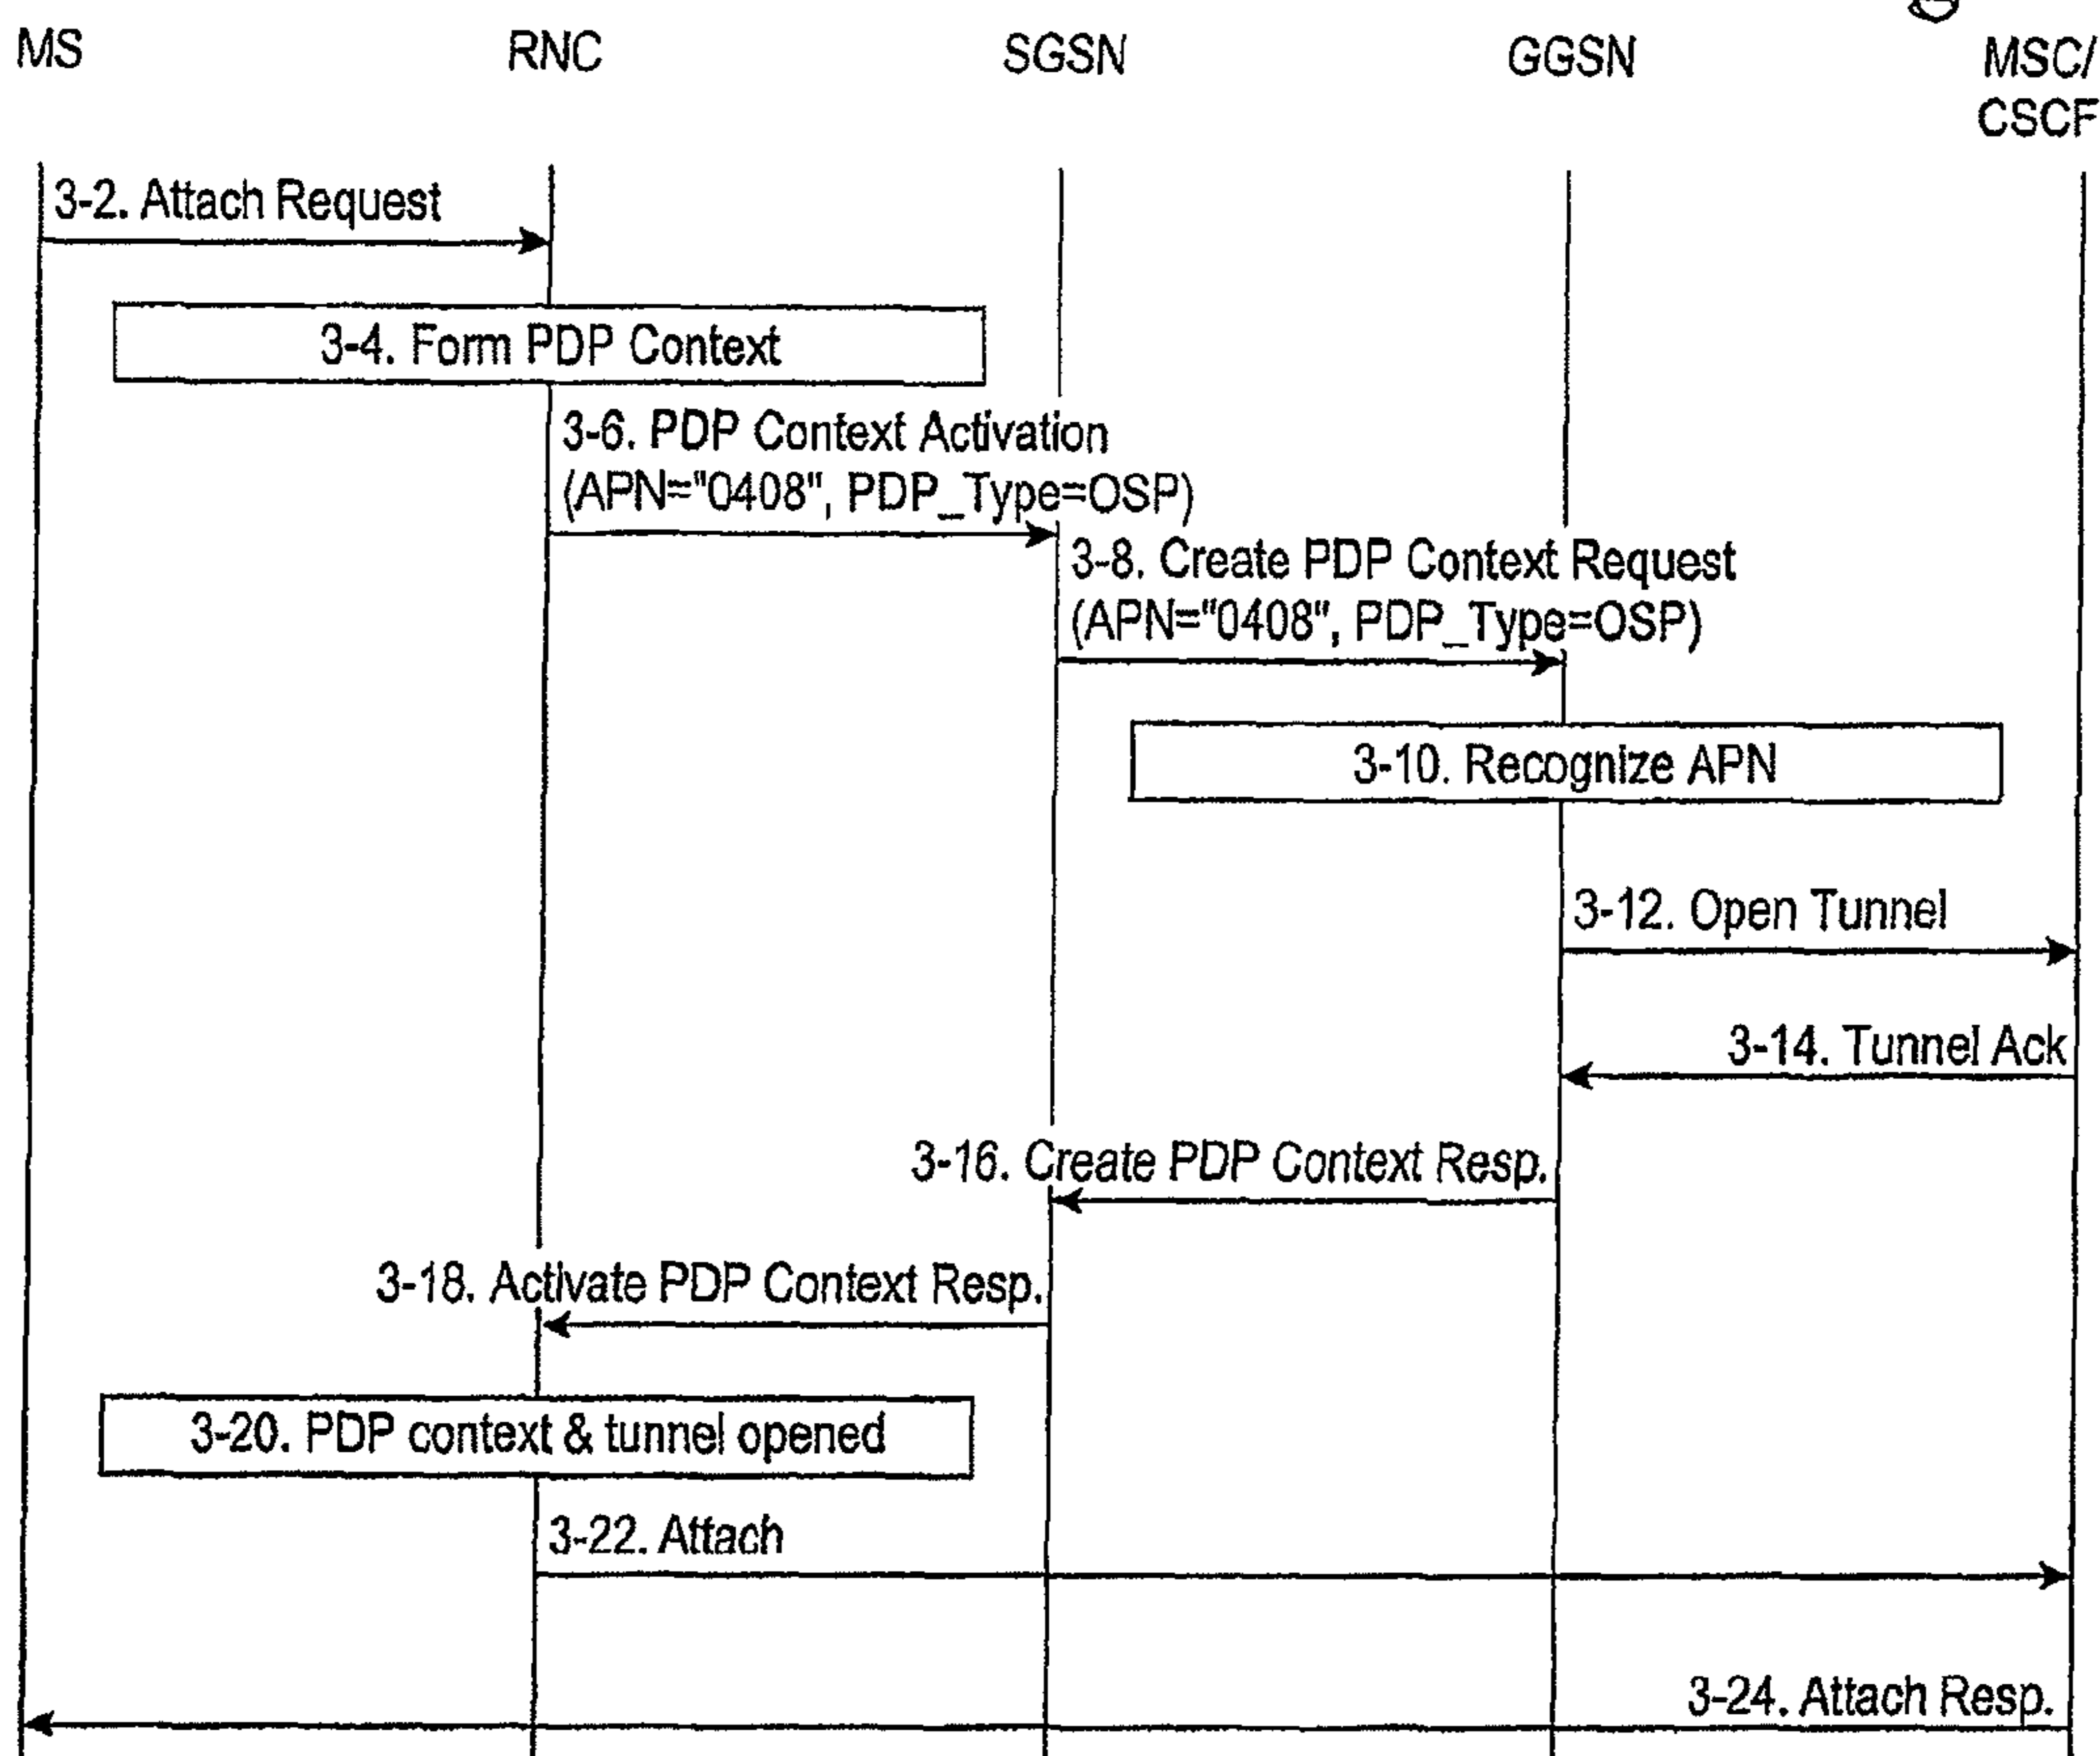 MS RNC SGSN GGSN MSC/
CSCF
3-2. Attach Request
3-4. Form PDP Context
3-6. PDP Context Activation
(APN="0408", PDP_Type=OSP)
3-8. Create PDP Context Request
(APN="0408", PDP_Type=OSP)
3-10. Recognize APN
3-12. Open Tunnel
3-14. Tunnel Ack
3-16. Create PDP Context Resp.
3-18. Activate PDP Context Resp.
3-20. PDP context & tunnel opened
3-22. Attach
3-24. Attach Resp.